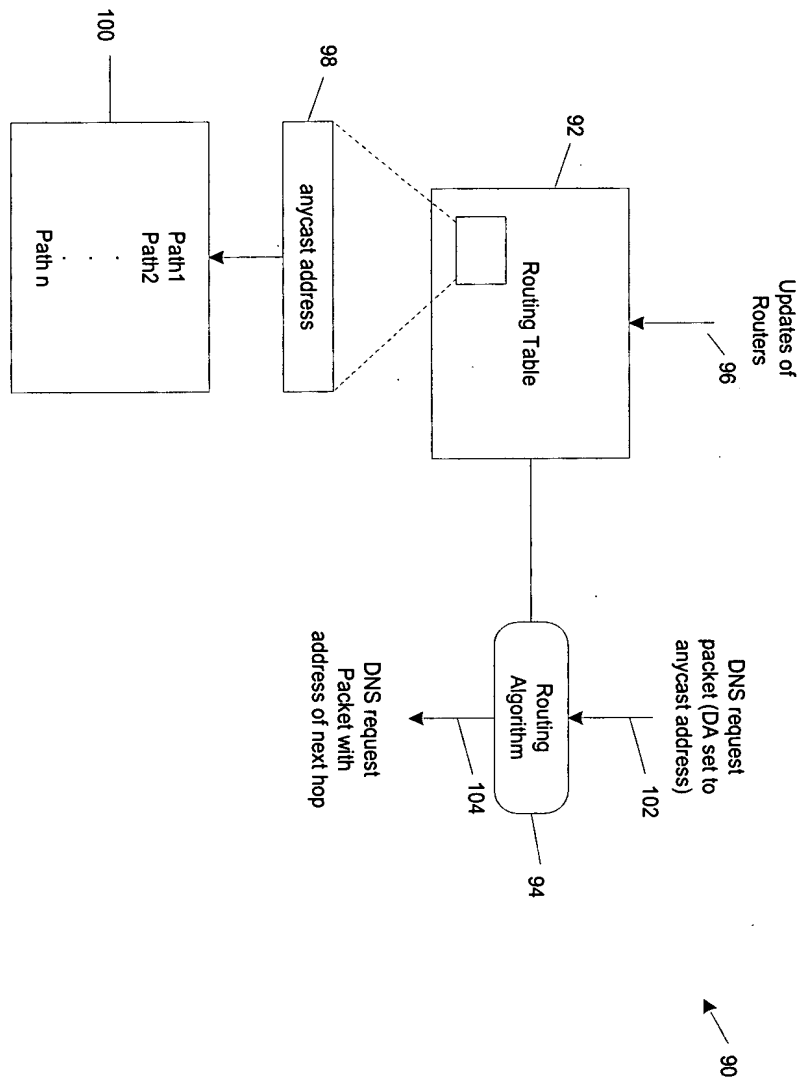 Updates of
Routers
96
DNS request
packet (DA set to
anycast address)
102
90
92
Routing Table
Routing
Algorithm
94
104
DNS request
Packet with
address of next hop
98
anycast address
100
Path1
Path2
.
.
.
Path n